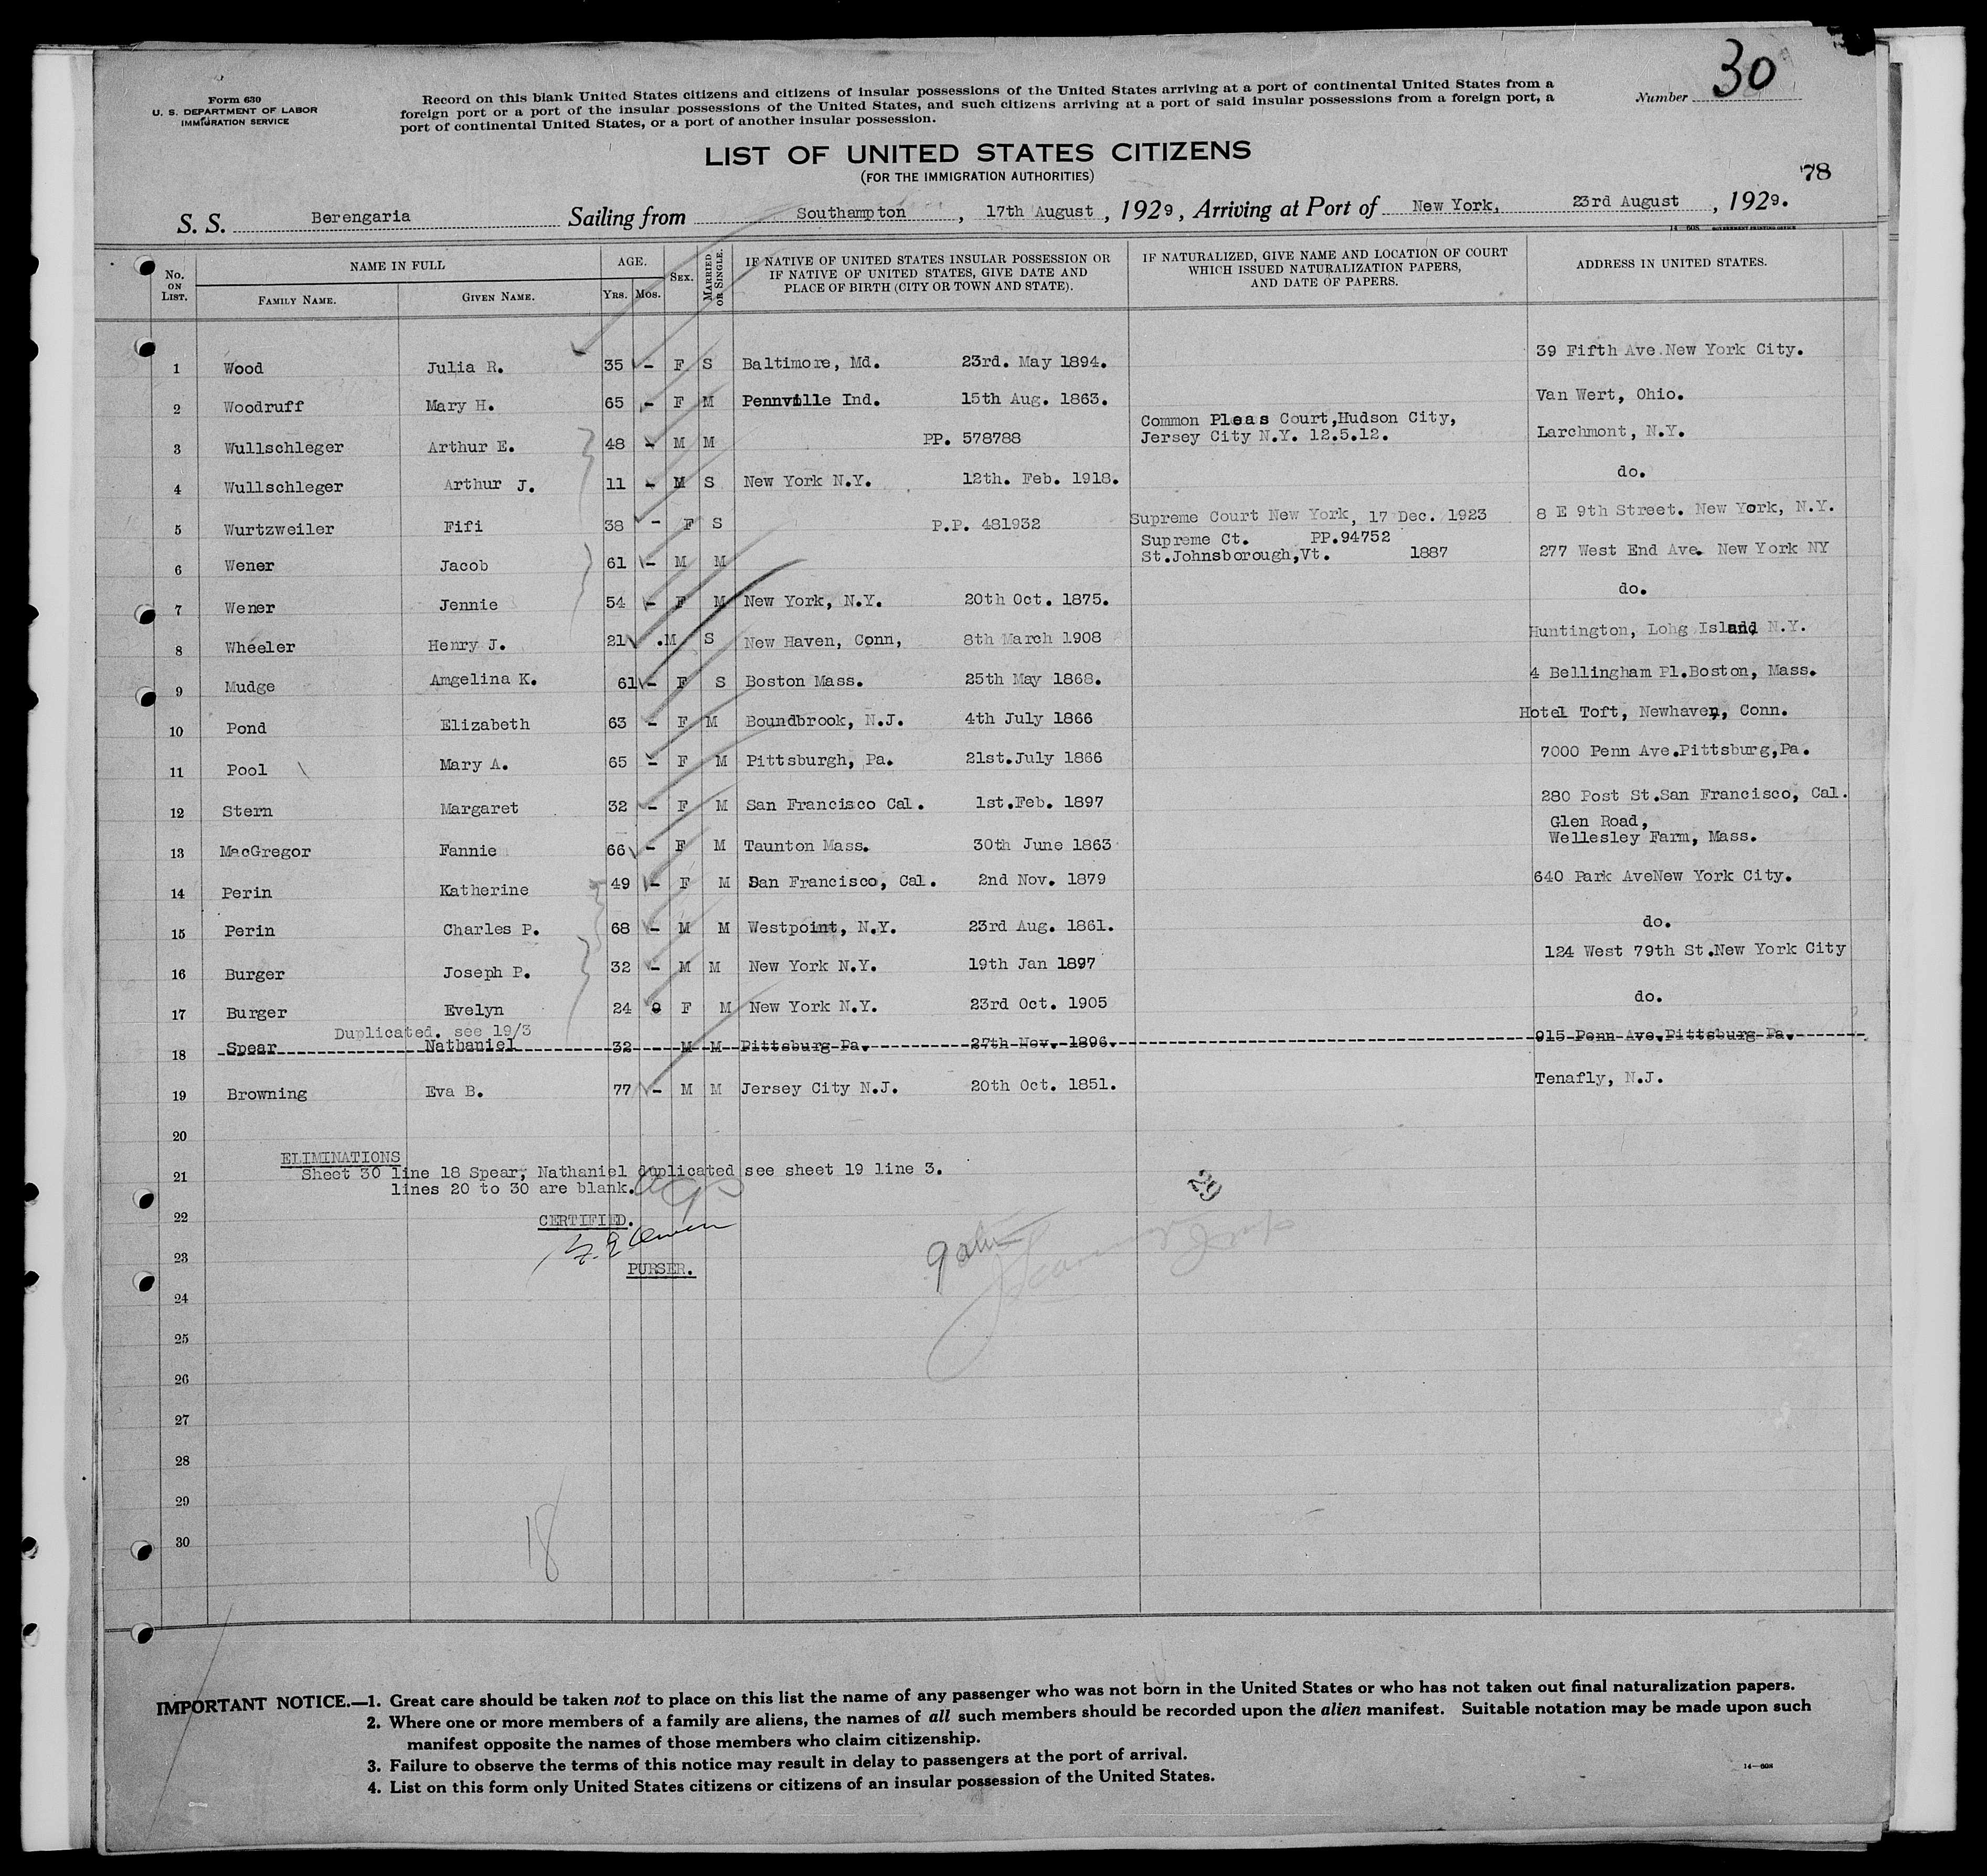 30
Form 630
U. S. DEPARTMENT OF LABOR
IMMIGRATION SERVICE
Record on this blank United States citizens and citizens of insular possessions of the United States arriving at a port of continental United States from a
foreign port or a port of the insular possessions of the United States, and such citizens arriving at a port of said insular possessions from a foreign port, a
port of continental United States, or a port of another insular possession.
Number
LIST OF UNITED STATES CITIZENS
(FOR THE IMMIGRATION AUTHORITIES)
78
S. S. Berengaria Sailing from Southampton, 17th August, 1929, Arriving at Port of New York, 23rd August, 1929.
14—608 GOVERNMENT PRINTING OFFICE
No. ON LIST. NAME IN FULL AGE. SEX. MARRIED OR SINGLE. IF NATIVE OF UNITED STATES INSULAR POSSESSION OR IF NATIVE OF UNITED STATES, GIVE DATE AND PLACE OF BIRTH (CITY OR TOWN AND STATE). IF NATURALIZED, GIVE NAME AND LOCATION OF COURT WHICH ISSUED NATURALIZATION PAPERS, AND DATE OF PAPERS. ADDRESS IN UNITED STATES.
FAMILY NAME. GIVEN NAME. YRS. MOS.
1 Wood Julia R. 35 - F S Baltimore, Md. 23rd. May 1894. 39 Fifth Ave.New York City.
2 Woodruff Mary H. 65 - F M Pennville Ind. 15th Aug. 1863. Van Wert, Ohio.
3 Wullschleger Arthur E. 48 - M M PP. 578788 Common Pleas Court,Hudson City, Jersey City N.Y. 12.5.12. Larchmont, N.Y.
4 Wullschleger Arthur J. 11 - M S New York N.Y. 12th. Feb. 1918. do.
5 Wurtzweiler Fifi 38 - F S P.P. 481932 Supreme Court New York, 17 Dec. 1923 8 E 9th Street. New York, N.Y.
6 Wener Jacob 61 - M M Supreme Ct. PP.94752 St.Johnsborough,Vt. 1887 277 West End Ave. New York NY
7 Wener Jennie 54 - F M New York, N.Y. 20th Oct. 1875. do.
8 Wheeler Henry J. 21 .M S New Haven, Conn, 8th March 1908 Huntington, Long Island, N.Y.
9 Mudge Amgelina K. 61 - F S Boston Mass. 25th May 1868. 4 Bellingham Pl.Boston, Mass.
10 Pond Elizabeth 63 - F M Boundbrook, N.J. 4th July 1866 Hotel Toft, Newhaven, Conn.
11 Pool Mary A. 65 - F M Pittsburgh, Pa. 21st.July 1866 7000 Penn Ave.Pittsburg,Pa.
12 Stern Margaret 32 - F M San Francisco Cal. 1st.Feb. 1897 280 Post St.San Francisco, Cal.
13 MacGregor Fannie 66 - F M Taunton Mass. 30th June 1863 Glen Road, Wellesley Farm, Mass.
14 Perin Katherine 49 - F M San Francisco, Cal. 2nd Nov. 1879 640 Park AveNew York City.
15 Perin Charles P. 68 - M M Westpoint, N.Y. 23rd Aug. 1861. do.
16 Burger Joseph P. 32 - M M New York N.Y. 19th Jan 1897 124 West 79th St.New York City
17 Burger Evelyn 24 F M New York N.Y. 23rd Oct. 1905 do.
Duplicated. see 19/3
18 Spear Nathaniel 32 M M Pittsburg Pa. 27th Nov. 1896. 915 Penn Ave.Pittsburg Pa.
19 Browning Eva B. 77 - M M Jersey City N.J. 20th Oct. 1851. Tenafly, N.J.
20
ELIMINATIONS
21 Sheet 30 line 18 Spear, Nathaniel duplicated see sheet 19 line 3.
lines 20 to 30 are blank.
29
22
CERTIFIED.
23
PURSER.
24
25
26
27
28
29
30
18
IMPORTANT NOTICE.—1. Great care should be taken not to place on this list the name of any passenger who was not born in the United States or who has not taken out final naturalization papers.
2. Where one or more members of a family are aliens, the names of all such members should be recorded upon the alien manifest. Suitable notation may be made upon such
manifest opposite the names of those members who claim citizenship.
3. Failure to observe the terms of this notice may result in delay to passengers at the port of arrival.
4. List on this form only United States citizens or citizens of an insular possession of the United States.
14—608